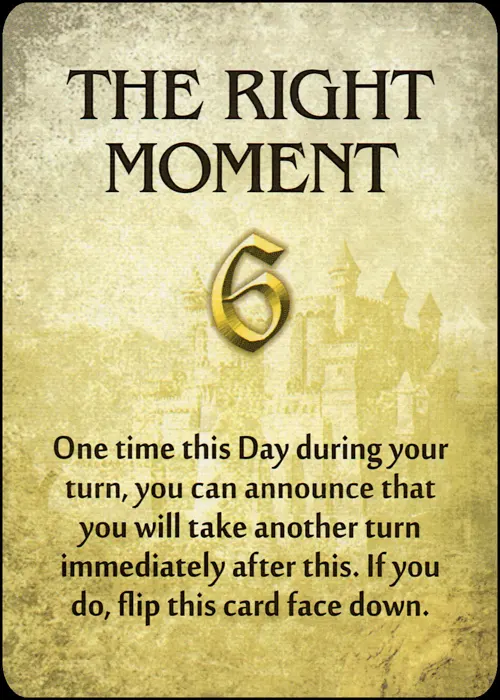 THE RIGHT
MOMENT
6
One time this Day during your
turn, you can announce that
you will take another turn
immediately after this. If you
do, flip this card face down.